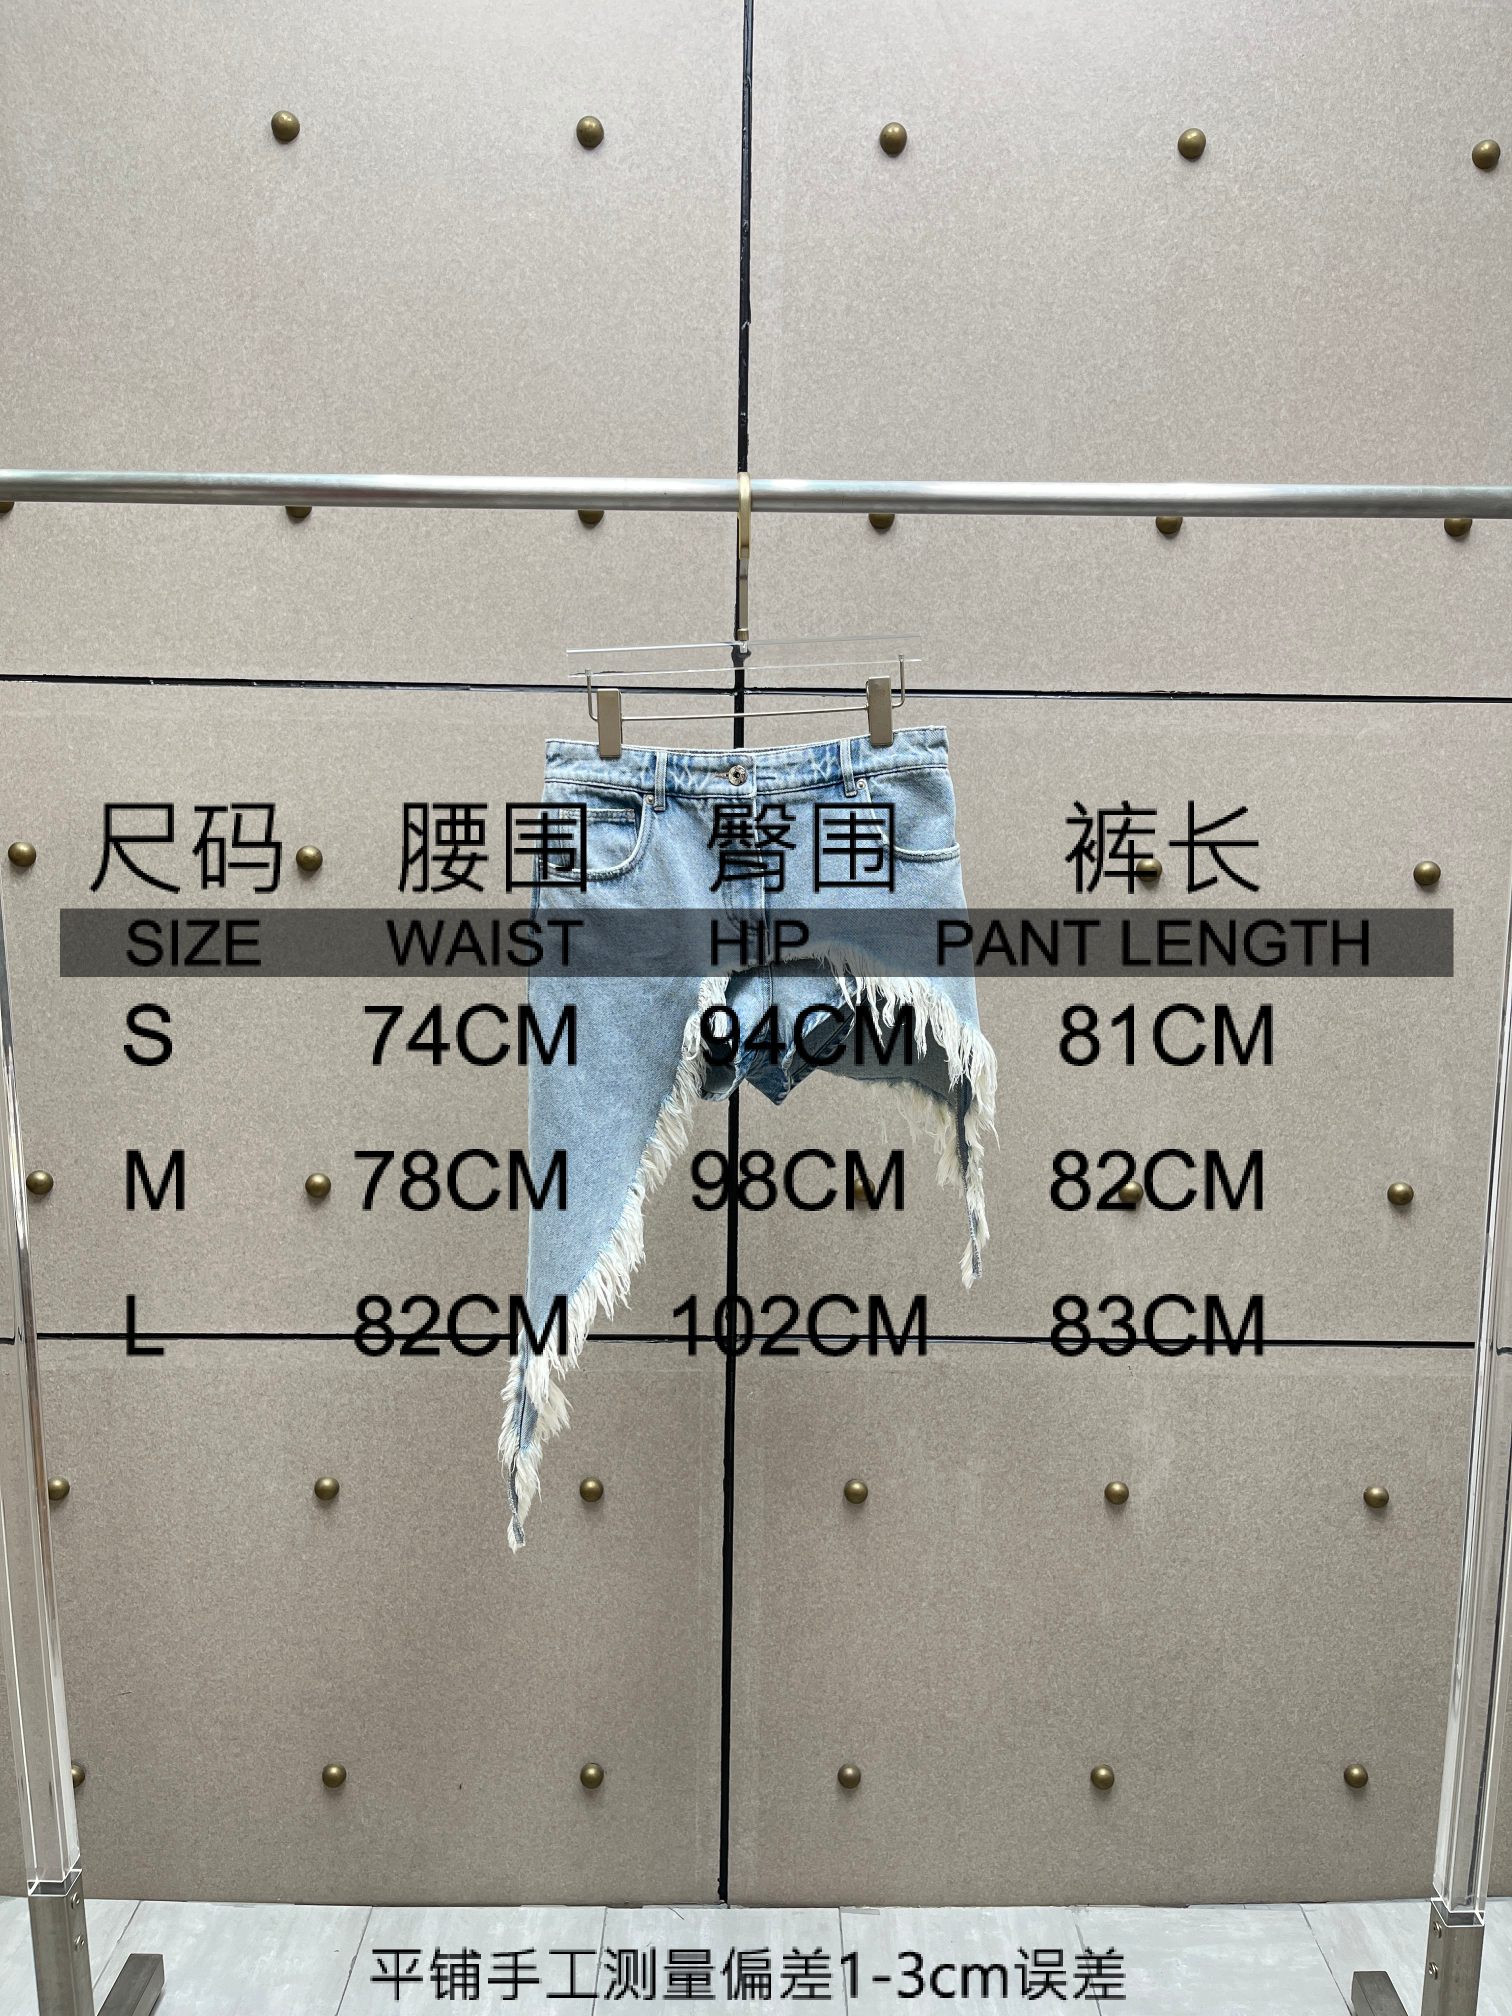 尺码 腰围 臀围 裤长
SIZE WAIST HIP PANT LENGTH
S 74CM 94CM 81CM
M 78CM 98CM 82CM
L 82CM 102CM 83CM
平铺手工测量偏差1-3cm误差